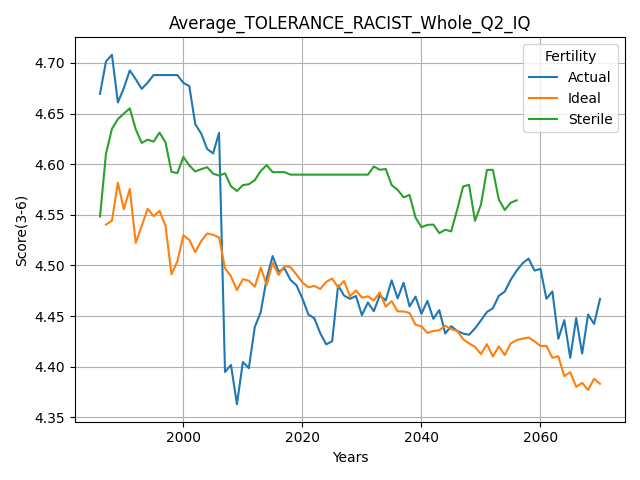 Average_TOLERANCE_RACIST_Whole_Q2_IQ
Fertility
Actual
Ideal
Sterile
Score(3-6)
4.70
4.65
4.60
4.55
4.50
4.45
4.40
4.35
2000
2020
2040
2060
Years